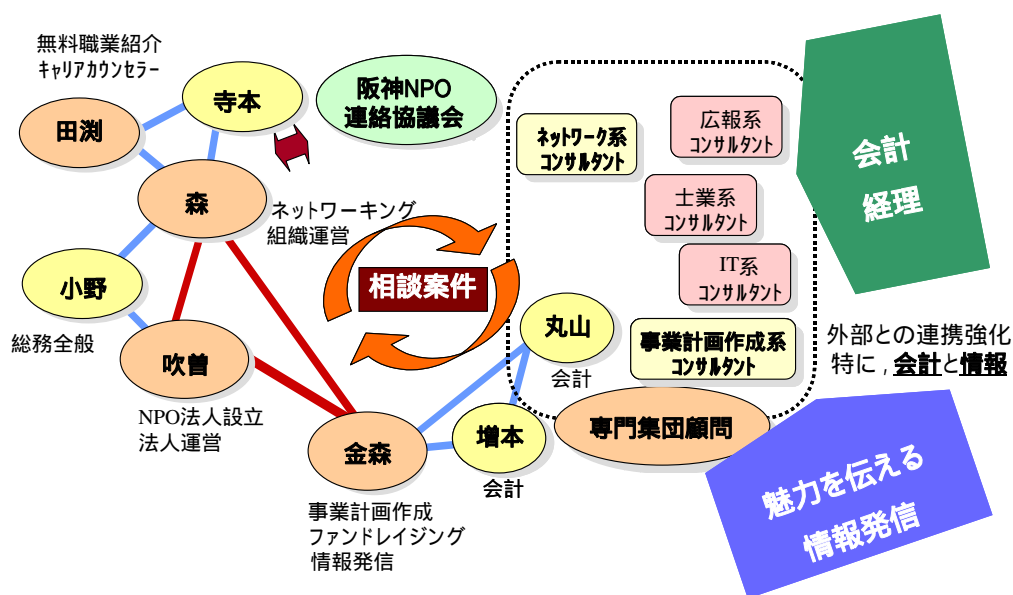 無料職業紹介
キャリアカウンセラー
寺本
田渕
阪神NPO
連絡協議会
森
ネットワーキング
組織運営
小野
総務全般
吹曽
NPO法人設立
法人運営
相談案件
金森
事業計画作成
ファンドレイジング
情報発信
増本
会計
丸山
会計
ネットワーク系
コンサルタント
広報系
コンサルタント
士業系
コンサルタント
IT系
コンサルタント
事業計画作成系
コンサルタント
専門集団顧問
会計
経理
外部との連携強化
特に，会計と情報
魅力を伝える
情報発信